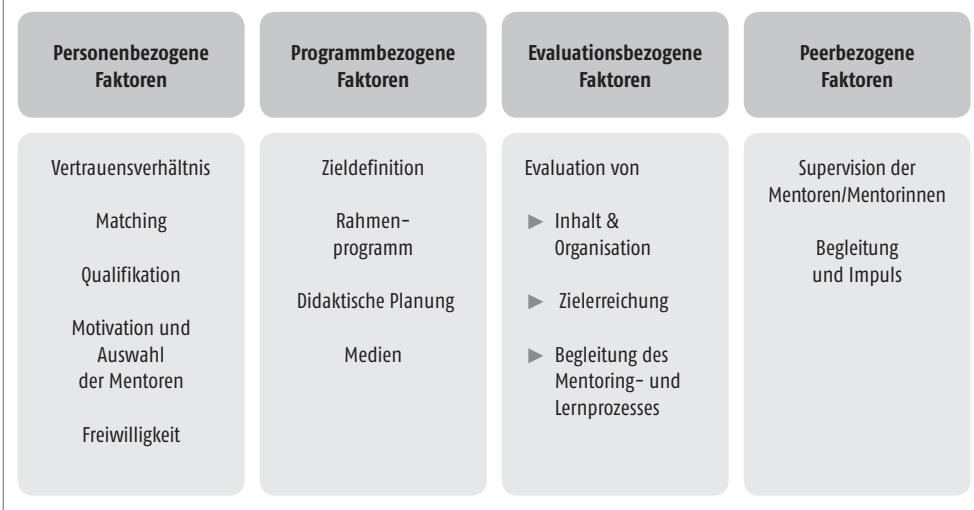 Personenbezogene
Faktoren
Vertrauensverhältnis
Matching
Qualifikation
Motivation und
Auswahl
der Mentoren
Freiwilligkeit
Programmbezogene
Faktoren
Zieldefinition
Rahmen-
programm
Didaktische Planung
Medien
Evaluationsbezogene
Faktoren
Evaluation von
► Inhalt &
Organisation
► Zielerreichung
► Begleitung des
Mentoring- und
Lernprozesses
Peerbezogene
Faktoren
Supervision der
Mentoren/Mentorinnen
Begleitung
und Impuls